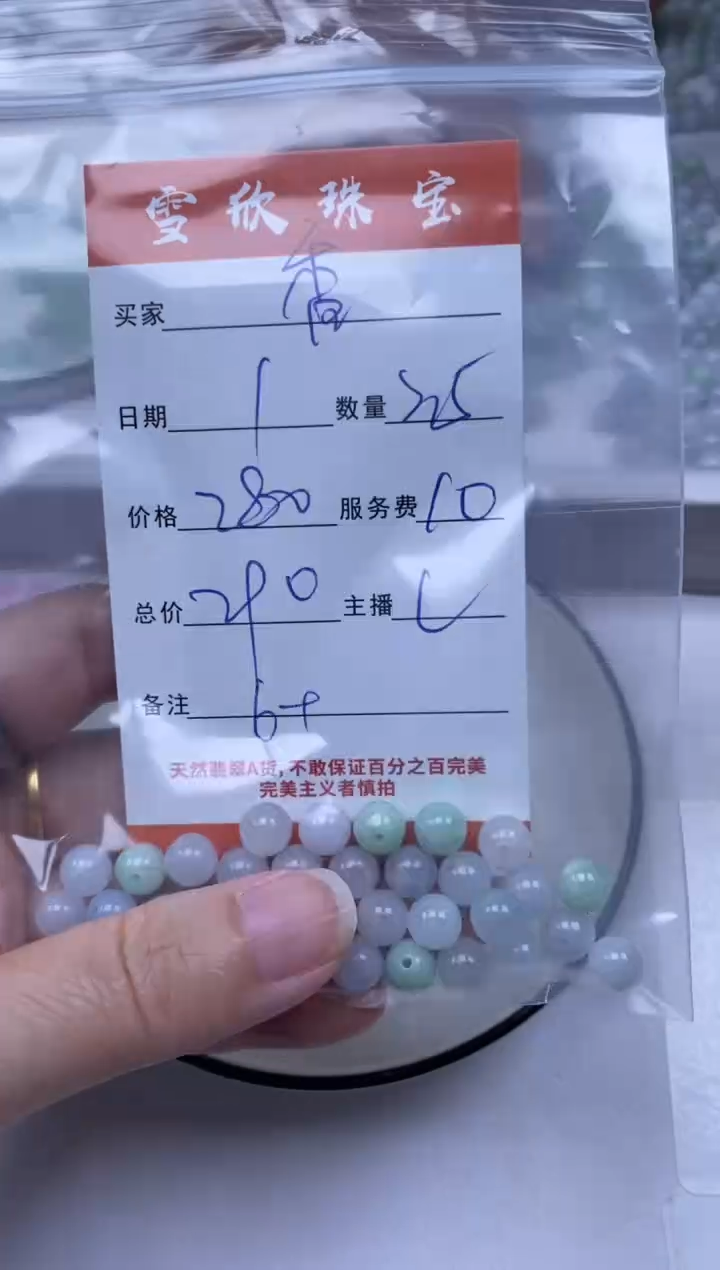 雪欣珠宝
买家 香
日期 1 数量 25
价格 280 服务费 10
总价 290 主播 L
备注 6+
天然翡翠A货,不敢保证百分之百完美
完美主义者慎拍